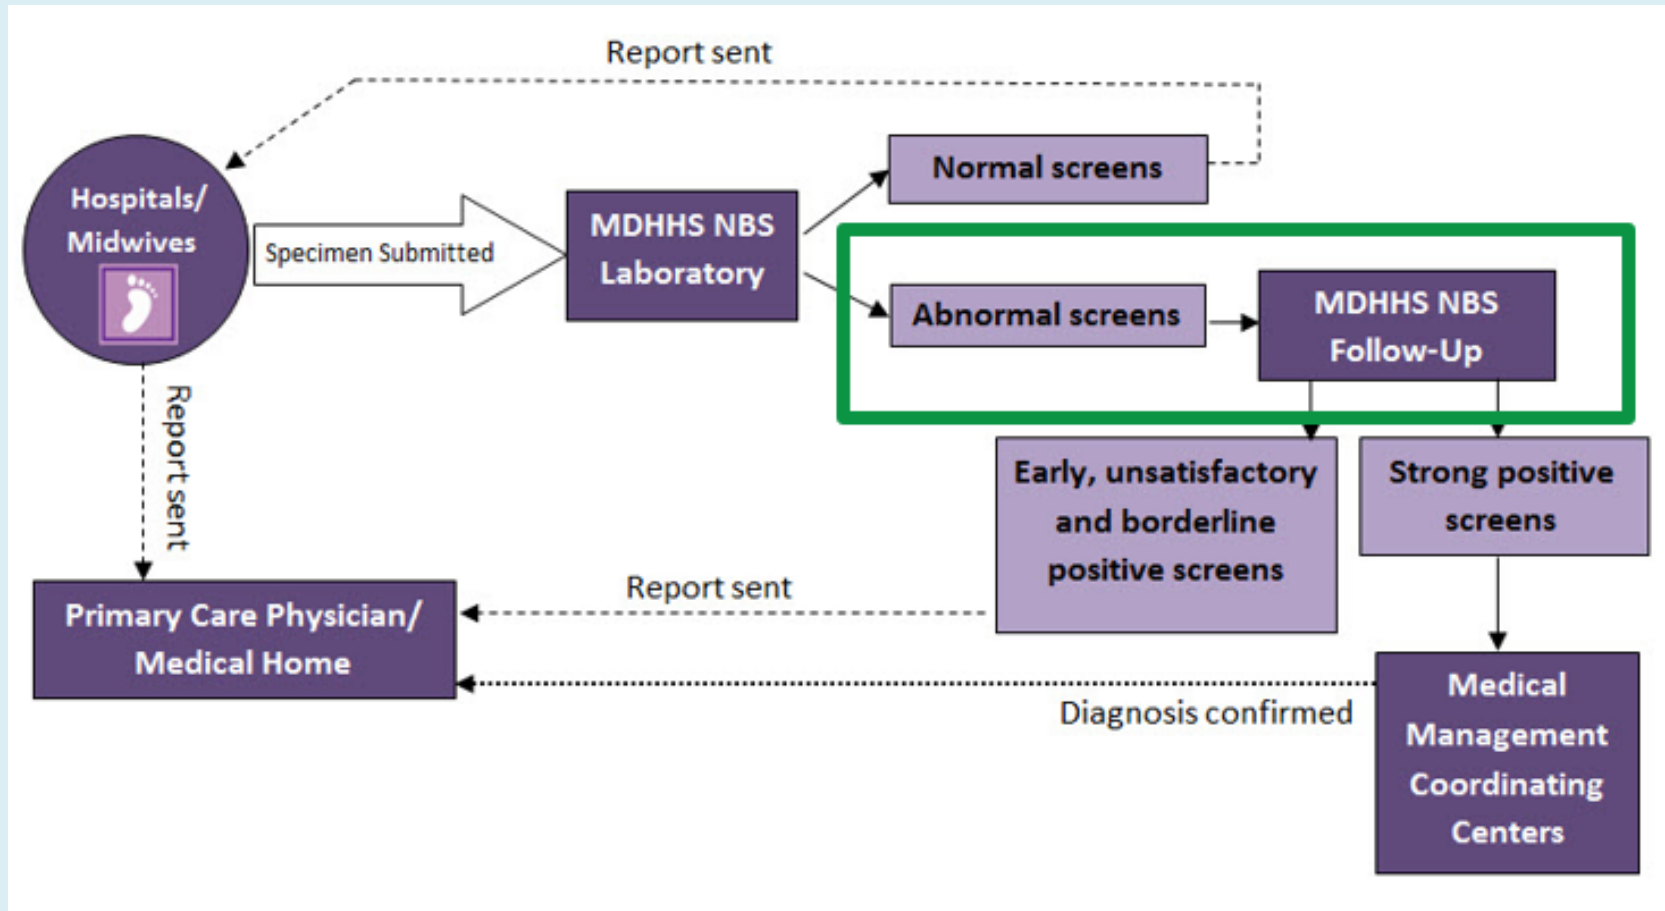 Report sent
Hospitals/
Midwives
Specimen Submitted
MDHHS NBS
Laboratory
Normal screens
Abnormal screens
MDHHS NBS
Follow-Up
Report sent
Early, unsatisfactory
and borderline
positive screens
Strong positive
screens
Report sent
Primary Care Physician/
Medical Home
Diagnosis confirmed
Medical
Management
Coordinating
Centers